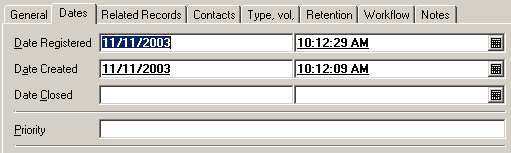 General Dates Related Records Contacts Type, vol, Retention Workflow Notes
Date Registered 11/11/2003 10:12:29 AM
Date Created 11/11/2003 10:12:09 AM
Date Closed
Priority